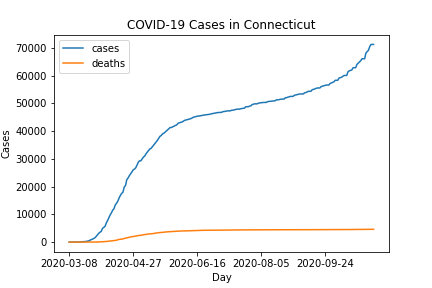 COVID-19 Cases in Connecticut
cases
deaths
70000
60000
50000
40000
30000
20000
10000
0
Cases
2020-03-08 2020-04-27 2020-06-16 2020-08-05 2020-09-24
Day